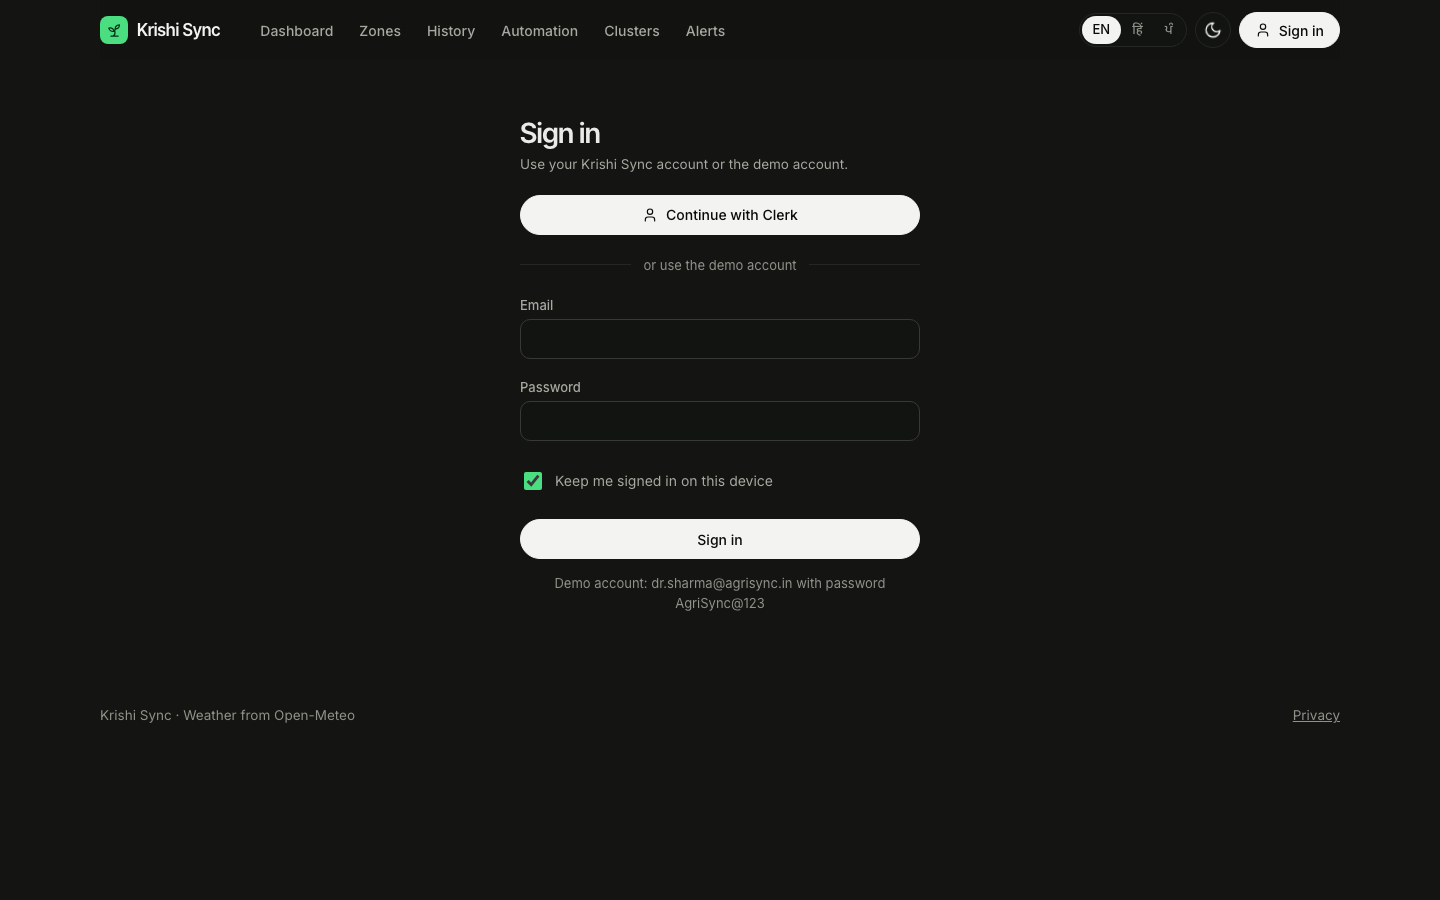 Krishi Sync
Dashboard
Zones
History
Automation
Clusters
Alerts
EN
हिं
ਪੰ
Sign in
Sign in
Use your Krishi Sync account or the demo account.
Continue with Clerk
or use the demo account
Email
Password
Keep me signed in on this device
Sign in
Demo account: dr.sharma@agrisync.in with password
AgriSync@123
Krishi Sync · Weather from Open-Meteo
Privacy